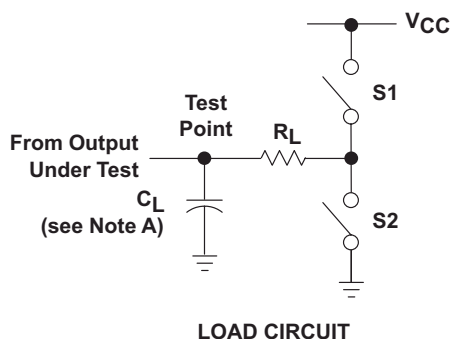 VCC
S1
Test
Point
RL
From Output
Under Test
CL
(see Note A)
S2
LOAD CIRCUIT